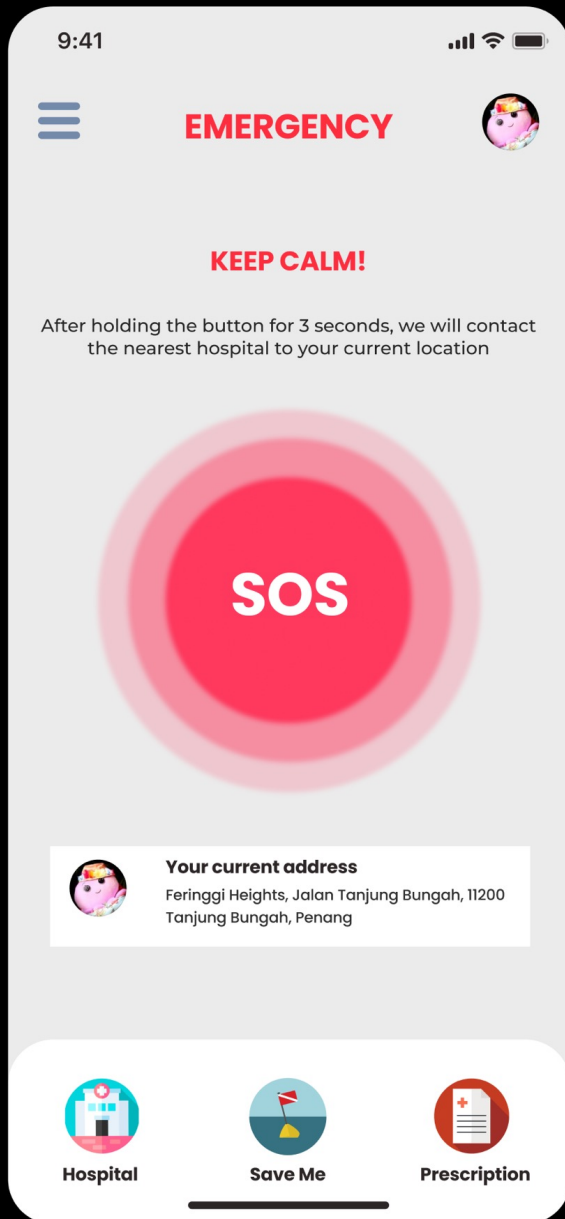 9:41
EMERGENCY
KEEP CALM!
After holding the button for 3 seconds, we will contact
the nearest hospital to your current location
SOS
Your current address
Feringgi Heights, Jalan Tanjung Bungah, 11200
Tanjung Bungah, Penang
Hospital
Save Me
Prescription